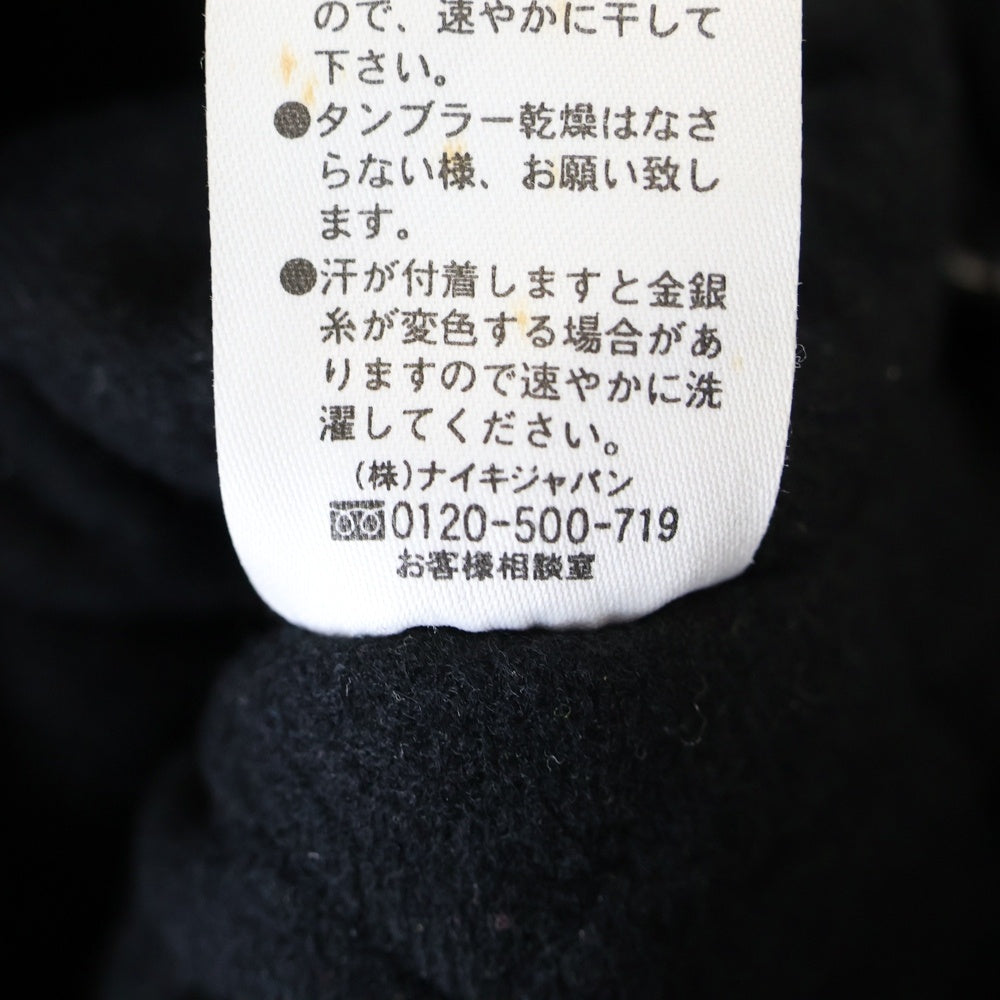 ので、速やかに干して
下さい。
●タンブラー乾燥はなさ
らない様、お願い致し
ます。
●汗が付着しますと金銀
糸が変色する場合があ
りますので速やかに洗
濯してください。
(株)ナイキジャパン
0120-500-719
お客様相談室